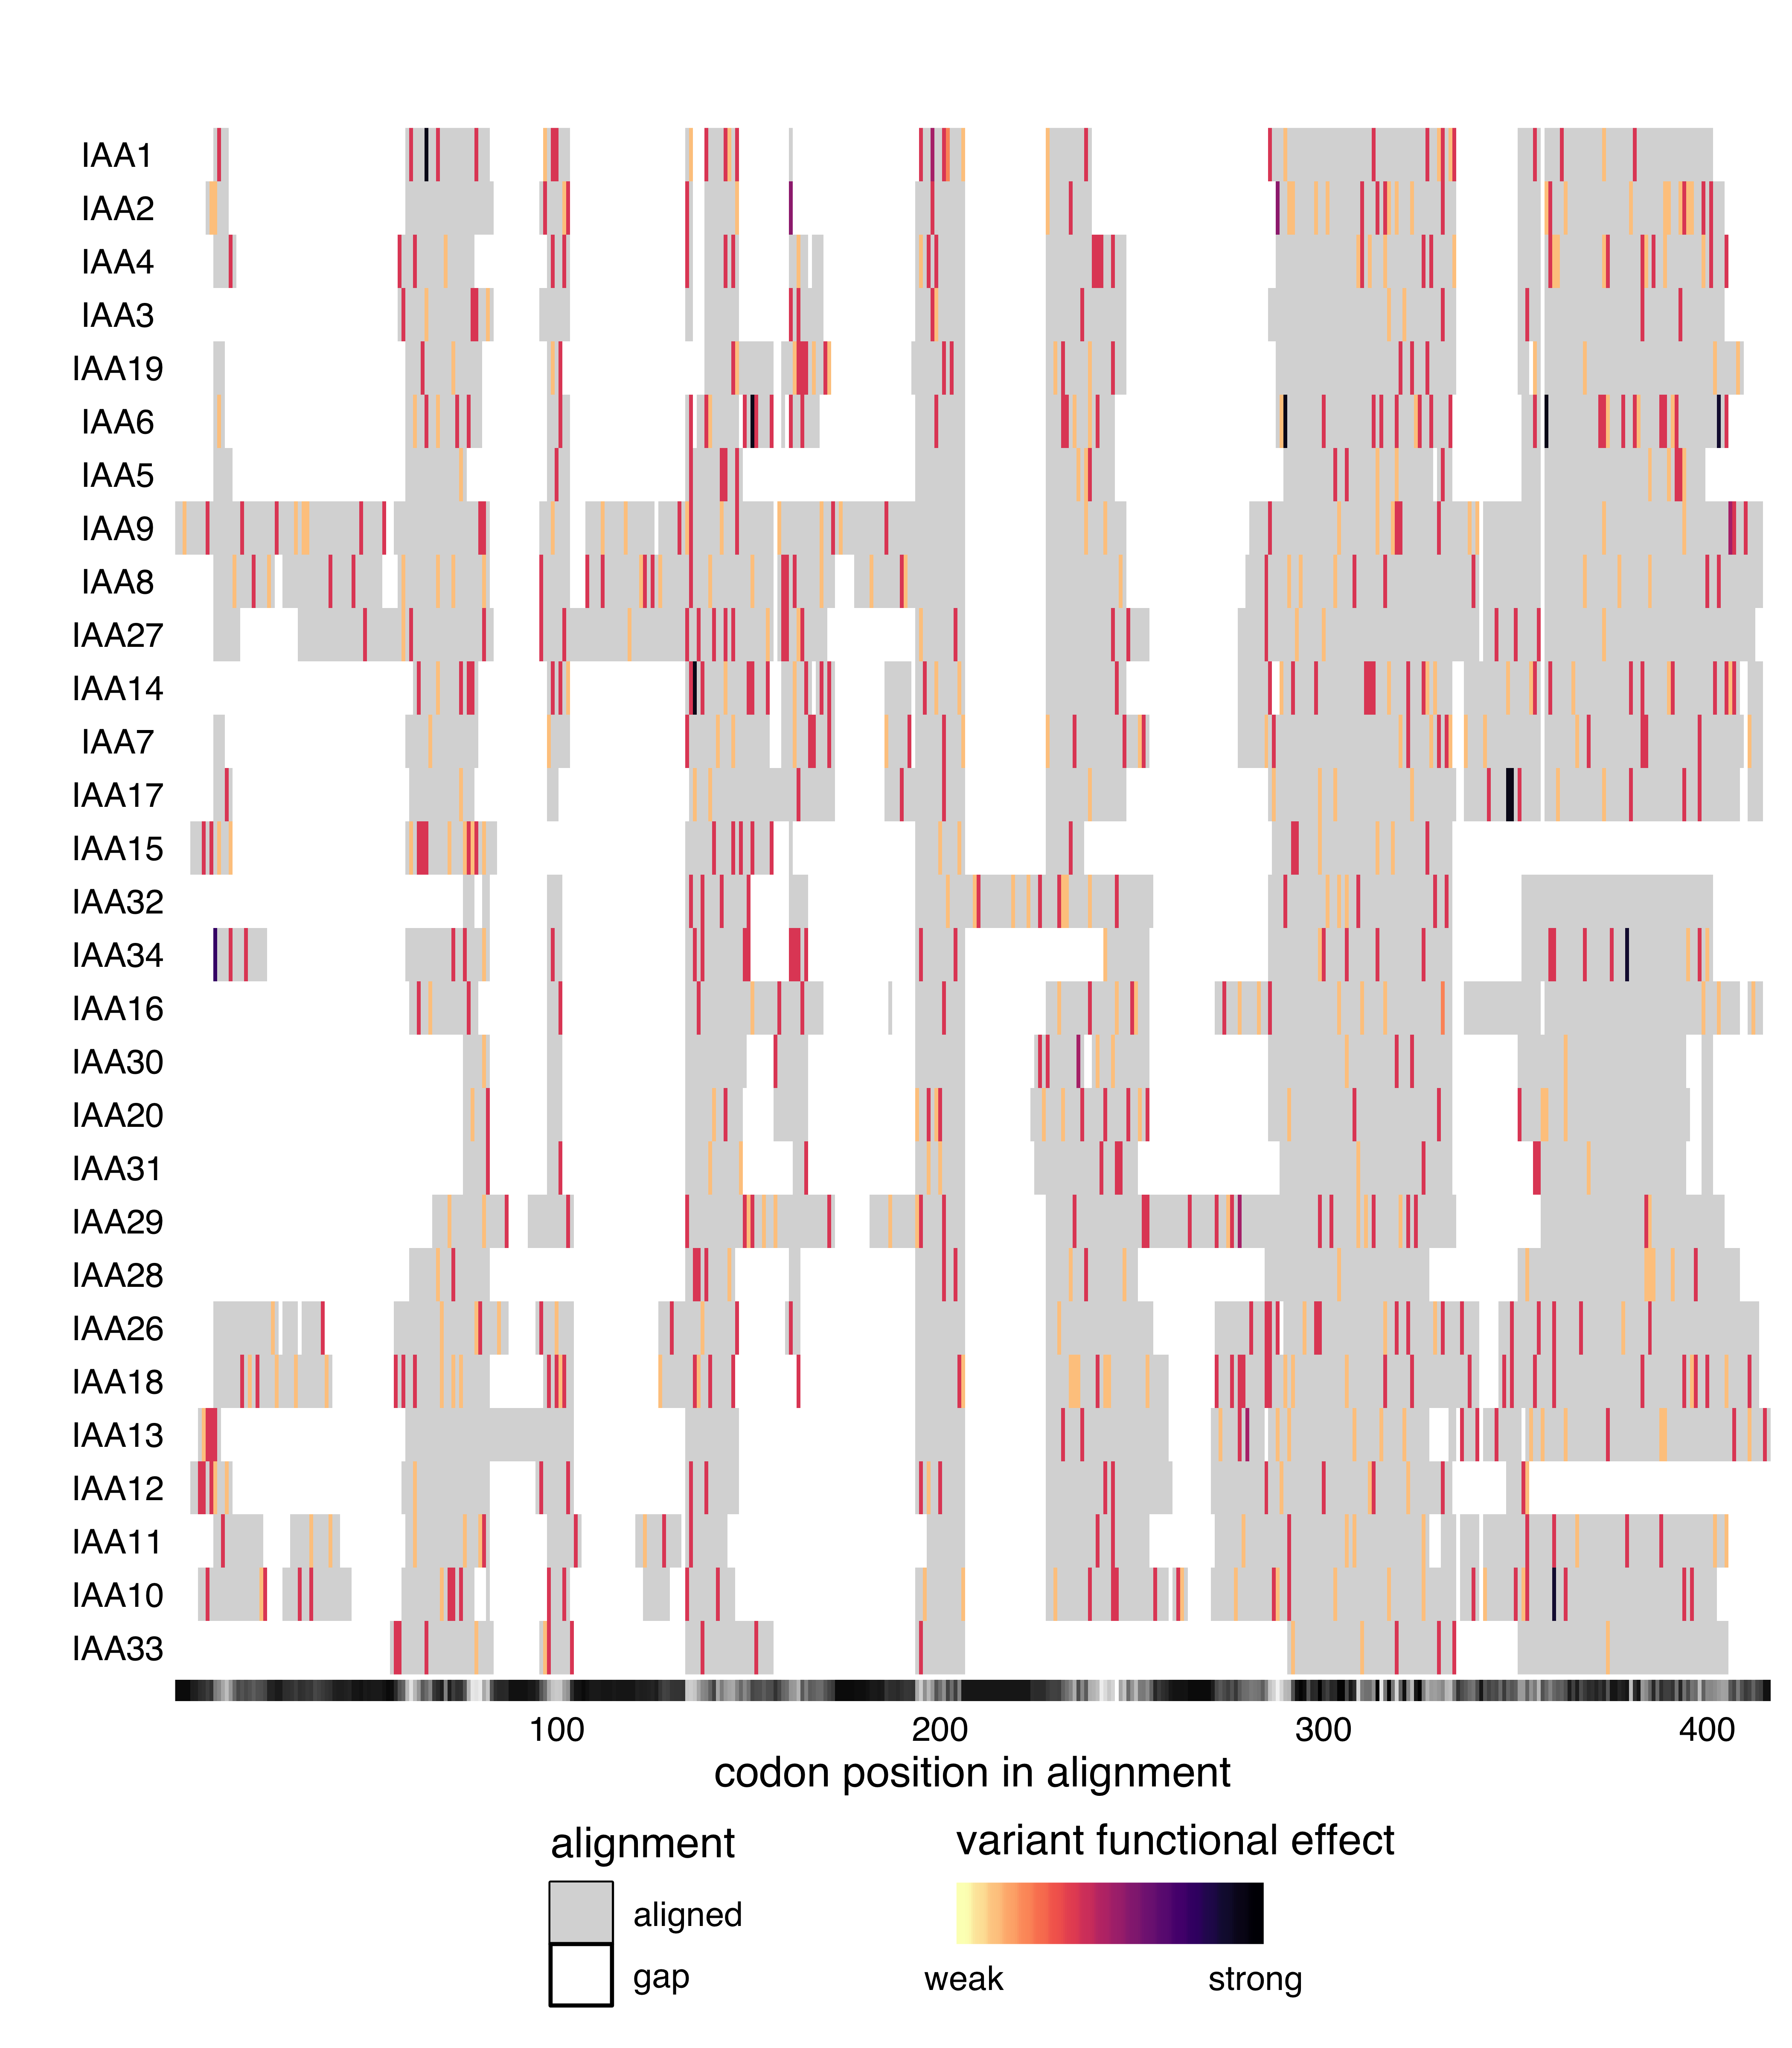 IAA1
IAA2
IAA4
IAA3
IAA19
IAA6
IAA5
IAA9
IAA8
IAA27
IAA14
IAA7
IAA17
IAA15
IAA32
IAA34
IAA16
IAA30
IAA20
IAA31
IAA29
IAA28
IAA26
IAA18
IAA13
IAA12
IAA11
IAA10
IAA33
100 200 300 400
codon position in alignment
alignment
aligned
gap
variant functional effect
weak strong